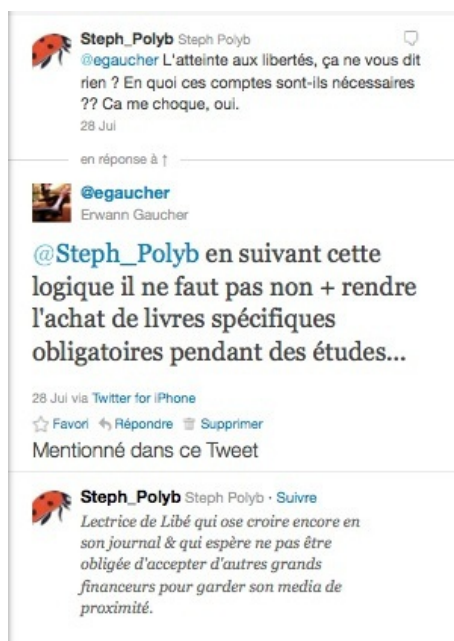 Steph_Polyb Steph Polyb
@egaucher L'atteinte aux libertés, ça ne vous dit
rien ? En quoi ces comptes sont-ils nécessaires
?? Ca me choque, oui.
28 Jui
en réponse à ↑
@egaucher
Erwann Gaucher
@Steph_Polyb en suivant cette
logique il ne faut pas non + rendre
l'achat de livres spécifiques
obligatoires pendant des études...
28 Jui via Twitter for iPhone
Favori Répondre Supprimer
Mentionné dans ce Tweet
Steph_Polyb Steph Polyb · Suivre
Lectrice de Libé qui ose croire encore en
son journal & qui espère ne pas être
obligée d'accepter d'autres grands
financeurs pour garder son media de
proximité.